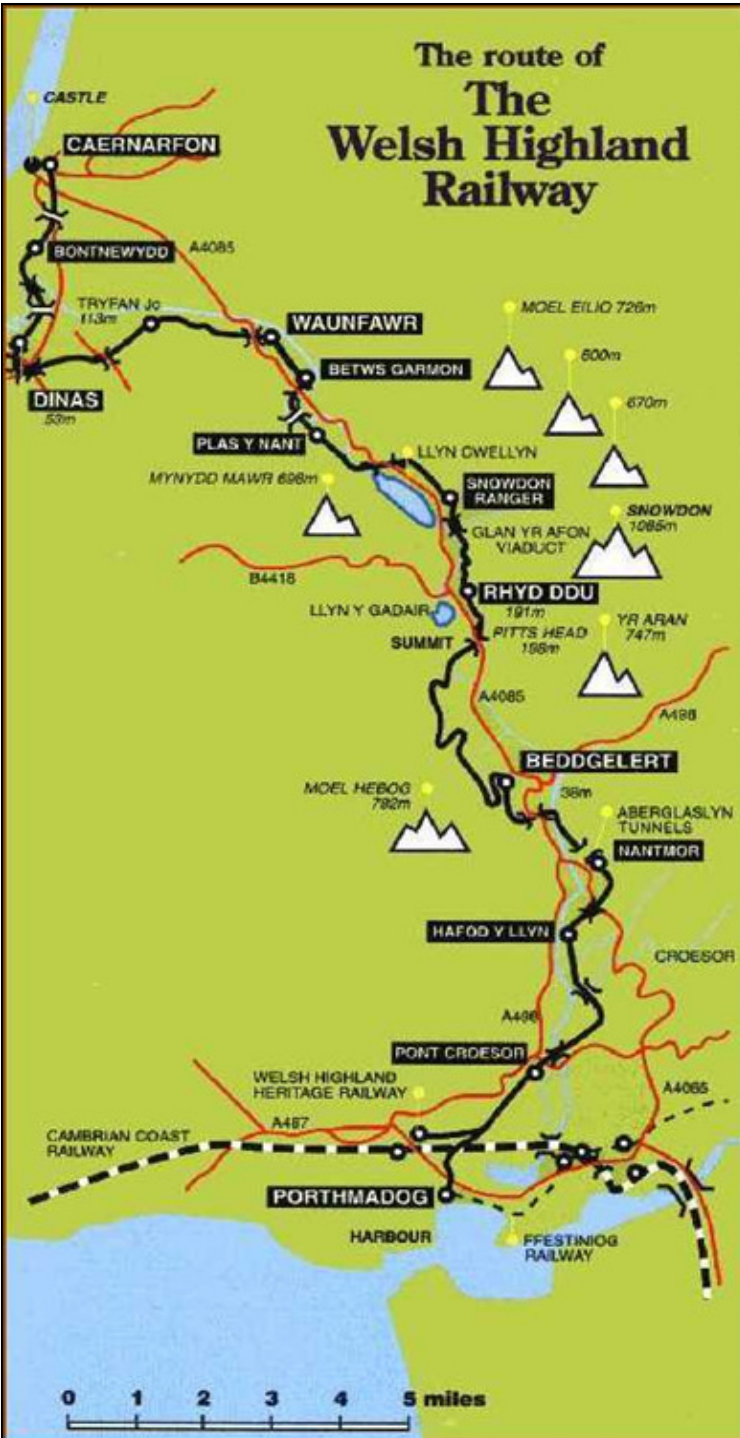 The route of
The
Welsh Highland
Railway
CASTLE
CAERNARFON
BONTNEWYDD
A4085
TRYFAN Jc
113m
WAUNFAWR
MOEL EILIO 726m
600m
BETWS GARMON
DINAS
53m
670m
PLAS Y NANT
LLYN CWELLYN
MYNYDD MAWR 698m
SNOWDON
RANGER
SNOWDON
1085m
GLAN YR AFON
VIADUCT
B4418
RHYD DDU
191m
LLYN Y GADAIR
PITTS HEAD
198m
YR ARAN
747m
SUMMIT
A4085
A498
BEDDGELERT
38m
MOEL HEBOG
782m
ABERGLASLYN
TUNNELS
NANTMOR
HAFOD Y LLYN
CROESOR
A498
PONT CROESOR
WELSH HIGHLAND
HERITAGE RAILWAY
A4085
A487
CAMBRIAN COAST
RAILWAY
PORTHMADOG
HARBOUR
FFESTINIOG
RAILWAY
0 1 2 3 4 5 miles